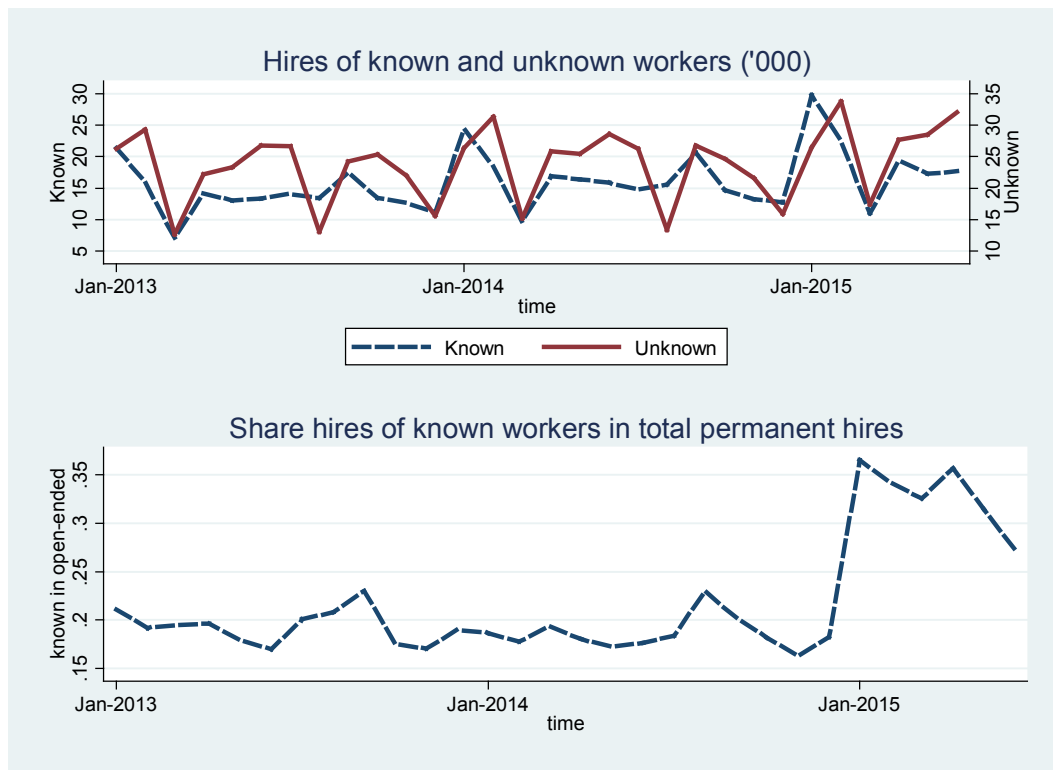 Hires of known and unknown workers ('000)
Known
30
25
20
15
10
5
35
30
25
20
15
10
Unknown
Jan-2013 Jan-2014 Jan-2015
time
Known Unknown
Share hires of known workers in total permanent hires
known in open-ended
.35
.3
.25
.2
.15
Jan-2013 Jan-2014 Jan-2015
time